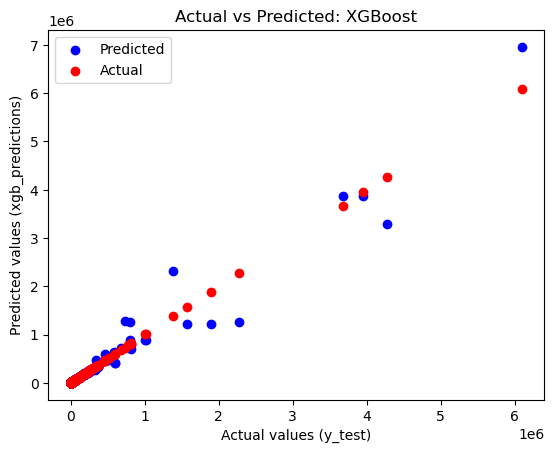 Actual vs Predicted: XGBoost
1e6
Predicted
Actual
7
6
5
4
3
2
1
0
Predicted values (xgb_predictions)
0 1 2 3 4 5 6
1e6
Actual values (y_test)